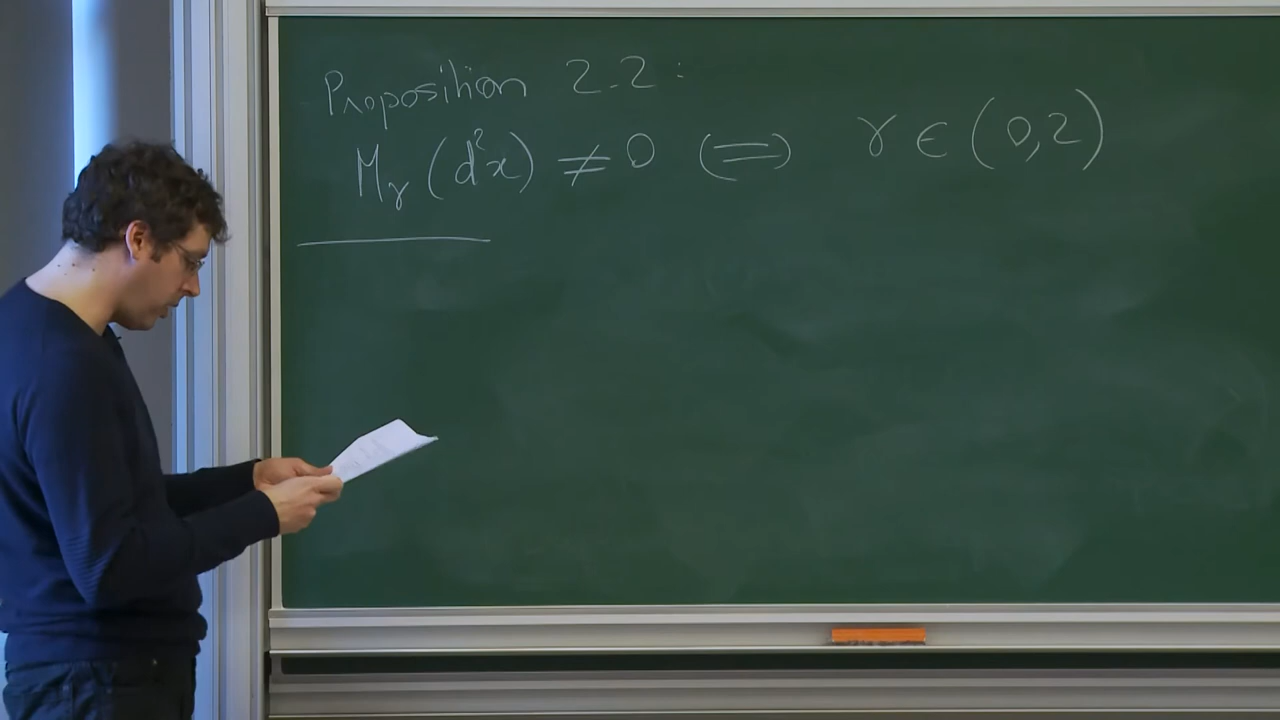 Proposition 2.2 :
M_γ (d²x) ≠ 0 (⇔) γ ∈ (0,2)